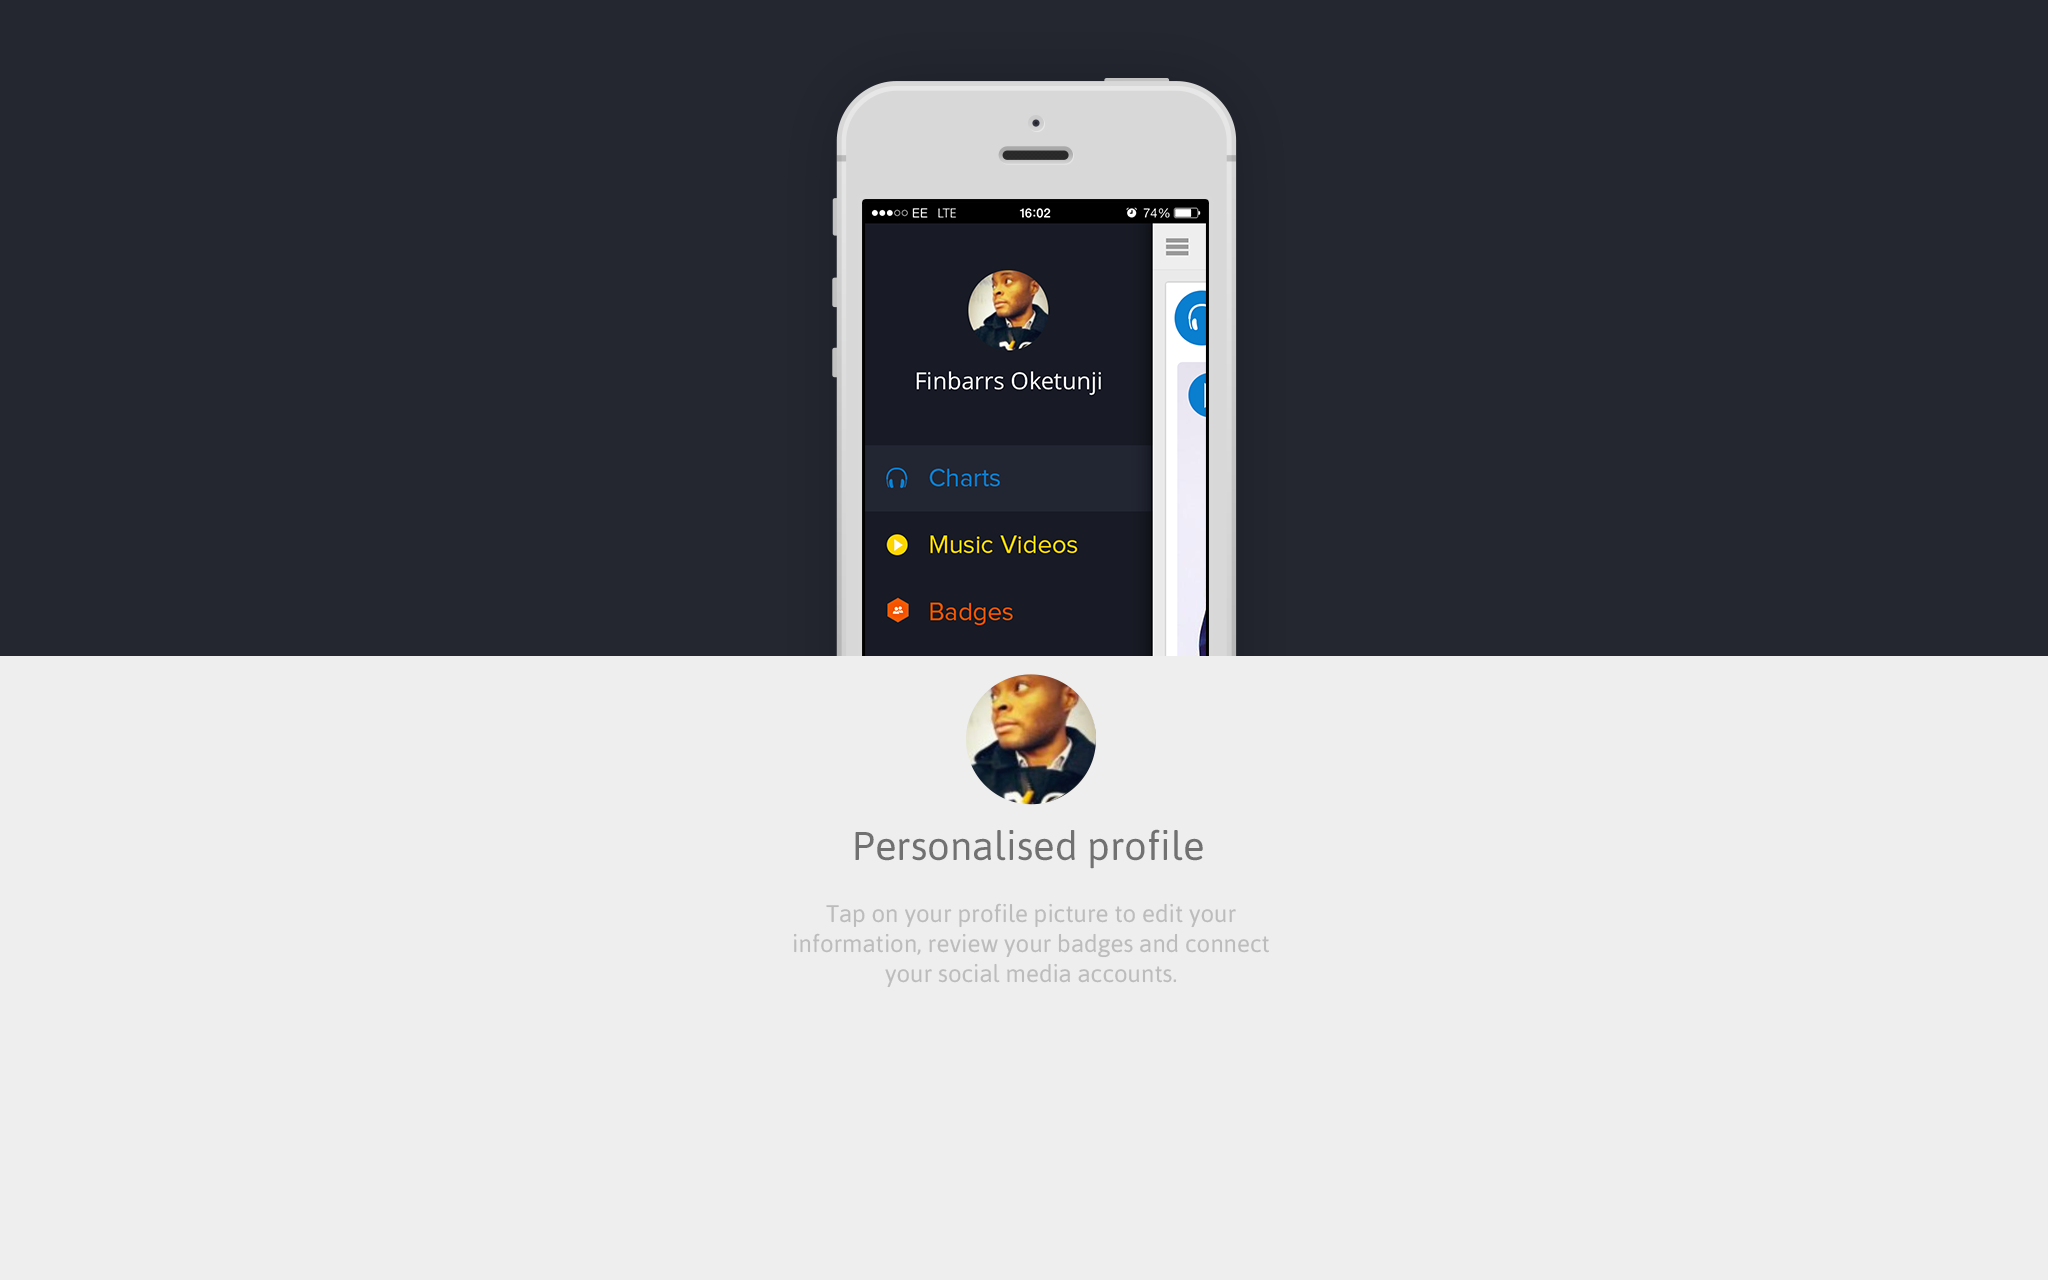 EE LTE 16:02 74%
Finbarrs Oketunji
Charts
Music Videos
Badges
Personalised profile
Tap on your profile picture to edit your
information, review your badges and connect
your social media accounts.